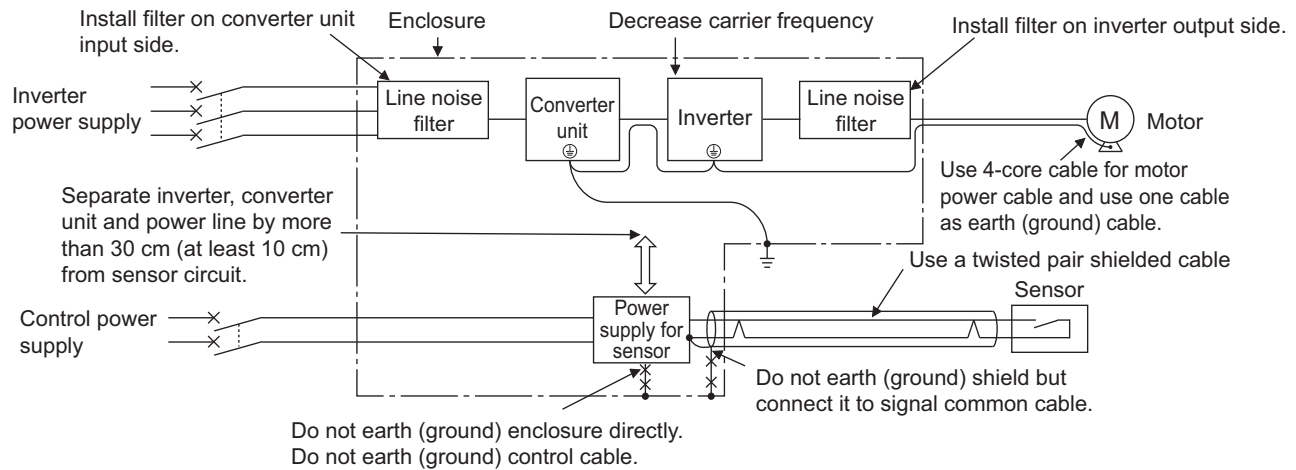 Install filter on converter unit
input side.
Enclosure
Decrease carrier frequency
Install filter on inverter output side.
Inverter
power supply
Line noise
filter
Converter
unit
Inverter
Line noise
filter
M
Motor
Use 4-core cable for motor
power cable and use one cable
as earth (ground) cable.
Separate inverter, converter
unit and power line by more
than 30 cm (at least 10 cm)
from sensor circuit.
Use a twisted pair shielded cable
Sensor
Control power
supply
Power
supply for
sensor
Do not earth (ground) shield but
connect it to signal common cable.
Do not earth (ground) enclosure directly.
Do not earth (ground) control cable.